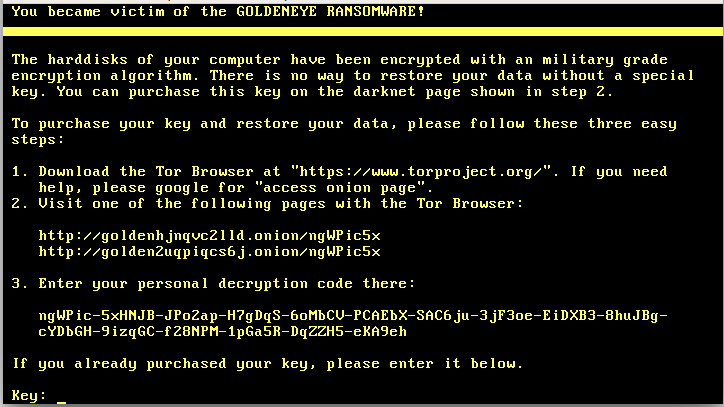 You became victim of the GOLDENEYE RANSOMWARE!
The harddisks of your computer have been encrypted with an military grade
encryption algorithm. There is no way to restore your data without a special
key. You can purchase this key on the darknet page shown in step 2.
To purchase your key and restore your data, please follow these three easy
steps:
1. Download the Tor Browser at "https://www.torproject.org/". If you need
help, please google for "access onion page".
2. Visit one of the following pages with the Tor Browser:
http://goldenhjnqvc2lld.onion/ngWPic5x
http://golden2uqpiqcs6j.onion/ngWPic5x
3. Enter your personal decryption code there:
ngWPic-5xHNJB-JPo2ap-H7gDqS-6oMbCV-PCAEbX-SAC6ju-3jF3oe-EiDXB3-8huJBg-
cYDbGH-9izqGC-f28NPM-1pGa5R-DqZZH5-eKA9eh
If you already purchased your key, please enter it below.
Key: _